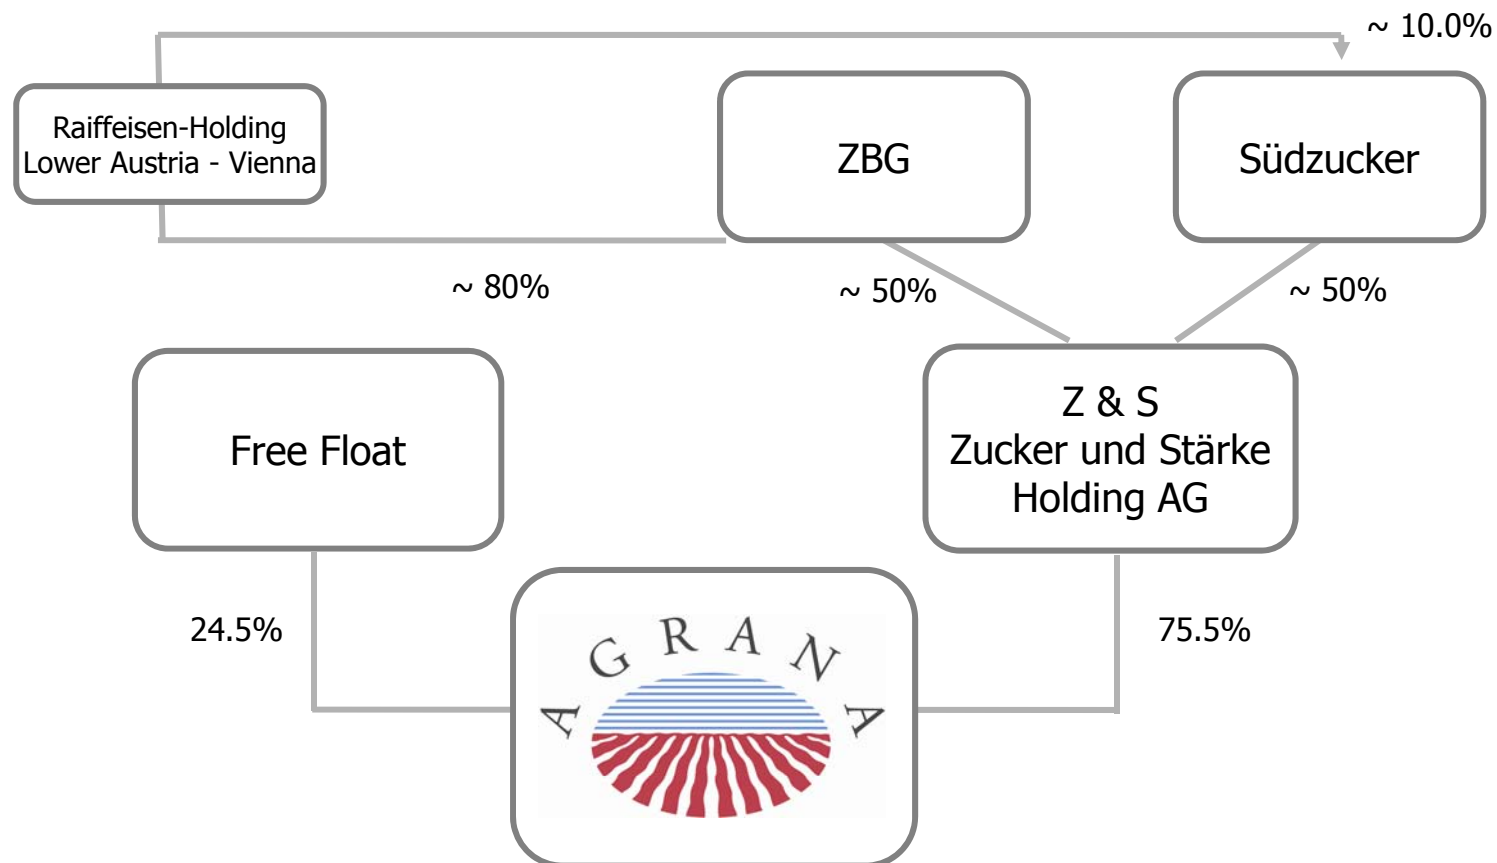 ~ 10.0%
Raiffeisen-Holding
Lower Austria - Vienna
ZBG
Südzucker
~ 80%
~ 50%
~ 50%
Free Float
Z & S
Zucker und Stärke
Holding AG
24.5%
75.5%
AGRANA